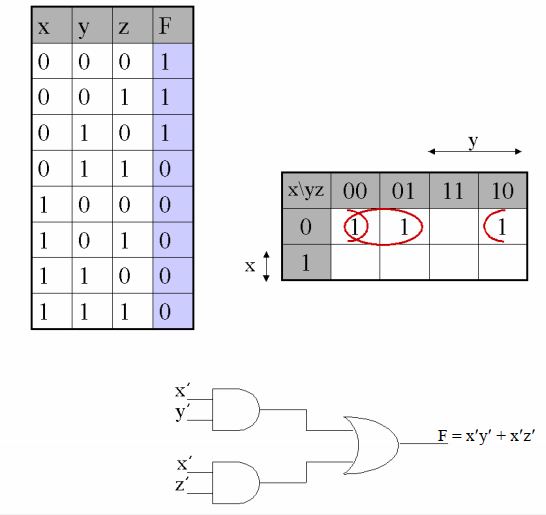 x y z F
0 0 0 1
0 0 1 1
0 1 0 1
0 1 1 0
1 0 0 0
1 0 1 0
1 1 0 0
1 1 1 0
y
x\yz 00 01 11 10
0 1 1 1
x 1
x′
y′
x′
z′
F = x′y′ + x′z′